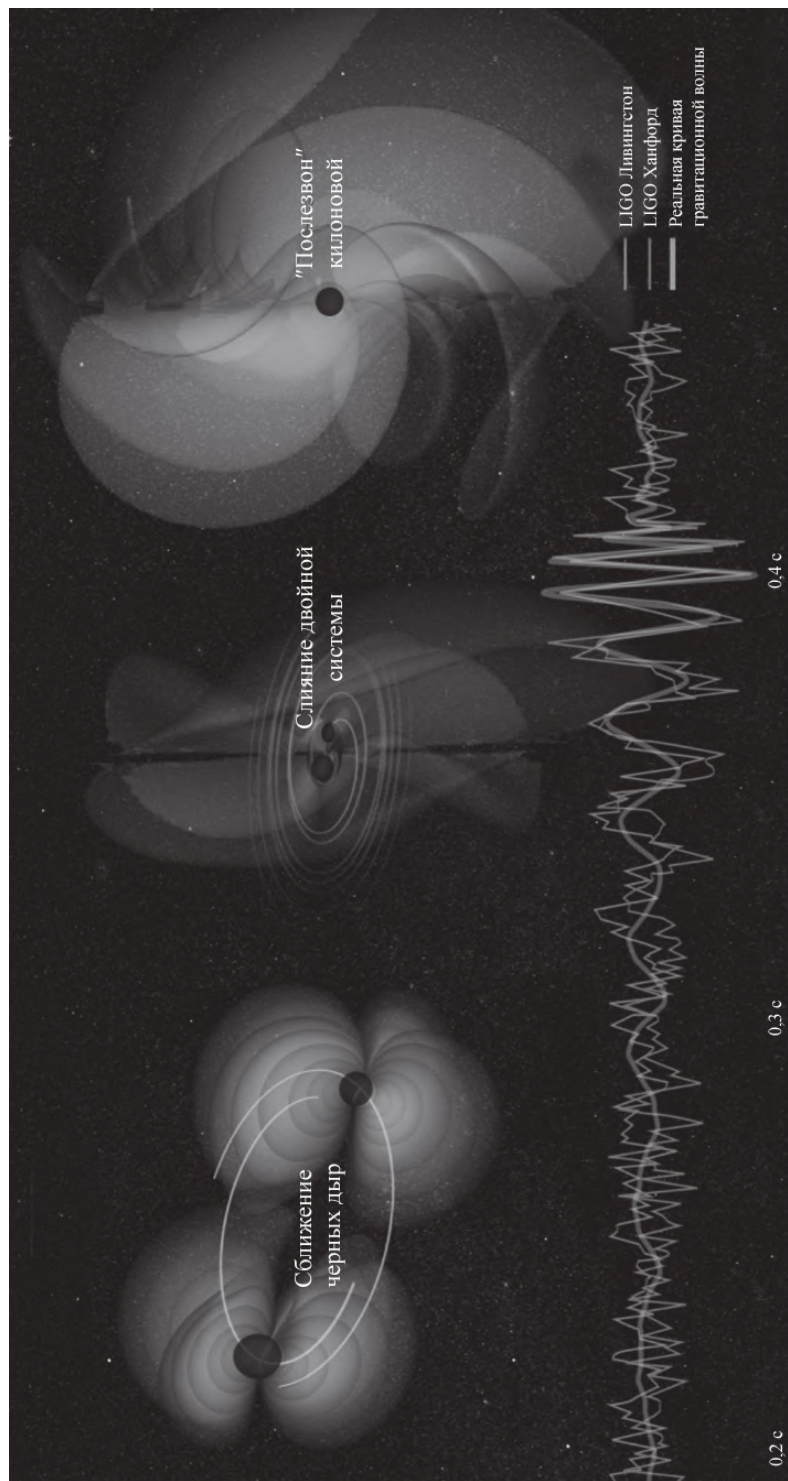 Сближение
черных дыр
Слияние двойной
системы
"Послезвон"
килоновой
LIGO Ливингстон
LIGO Ханфорд
Реальная кривая
гравитационной волны
0,2 с
0,3 с
0,4 с